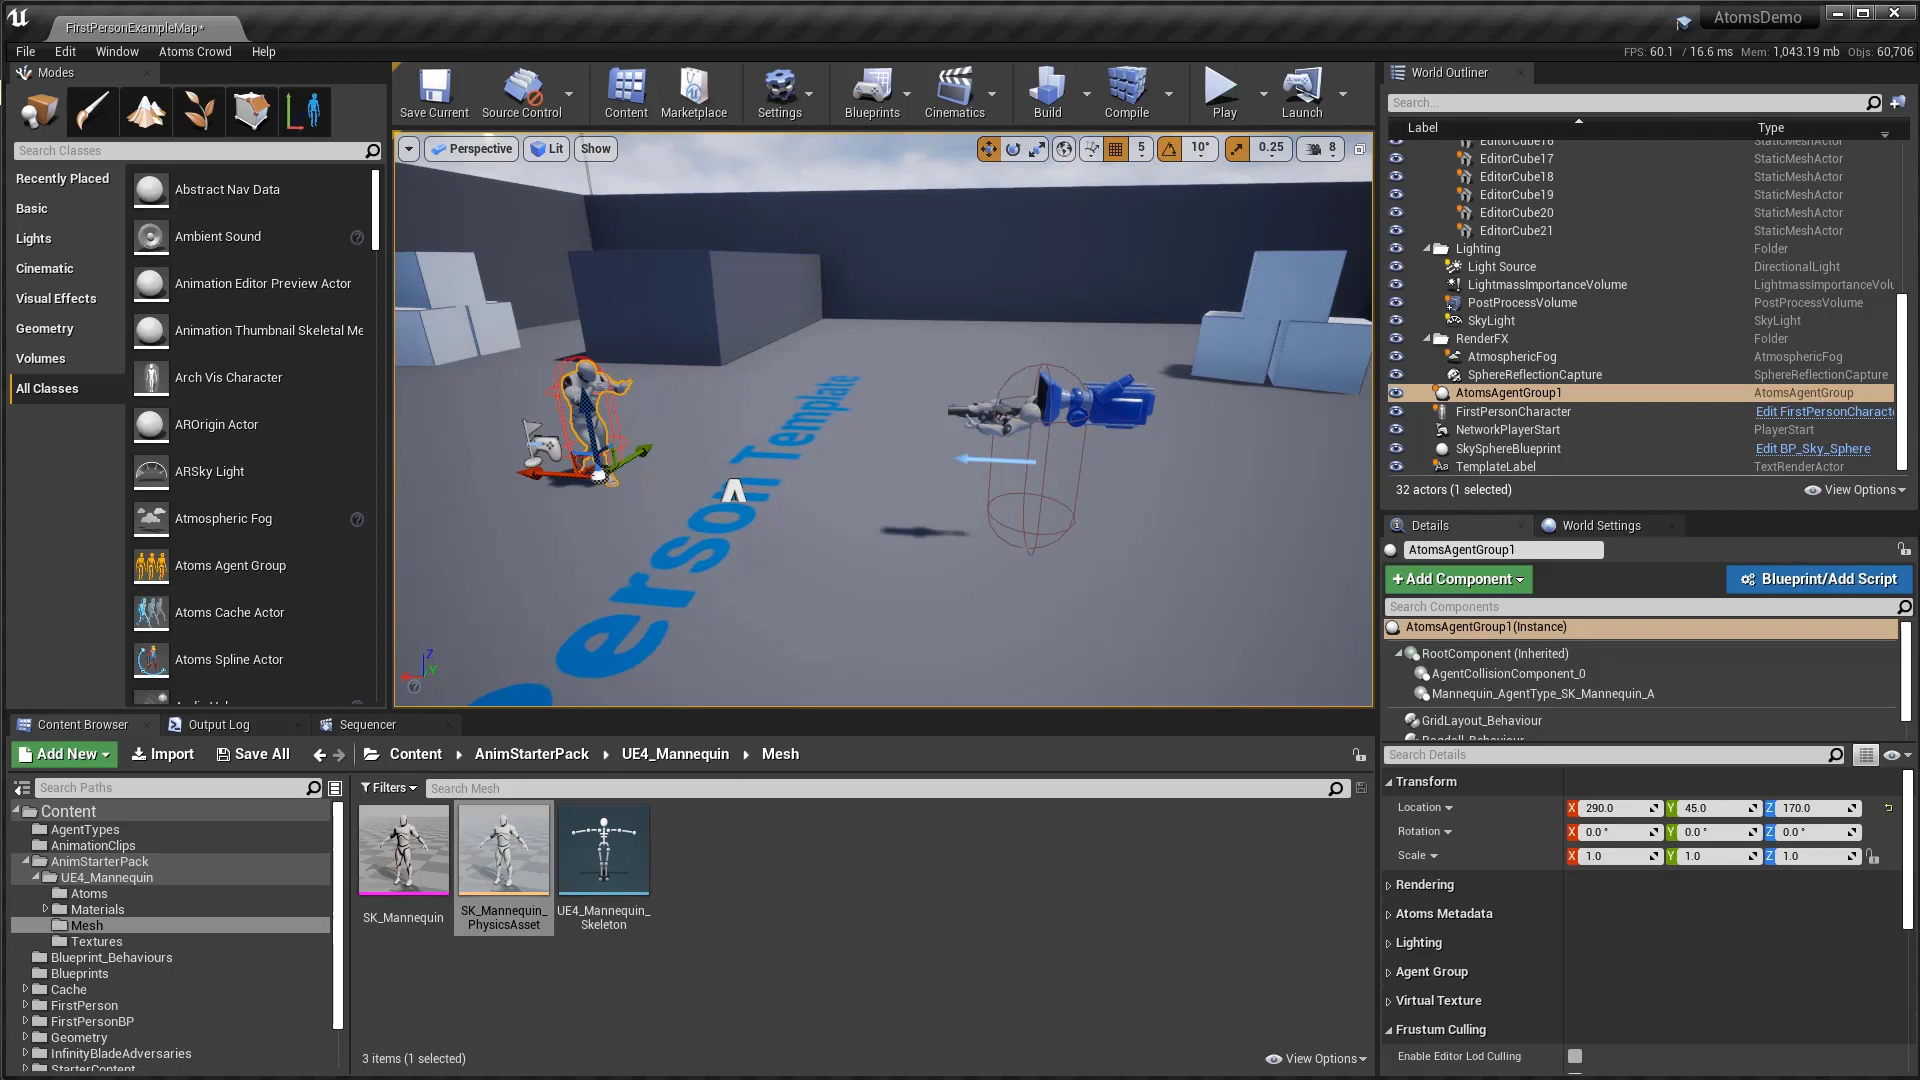 FirstPersonExampleMap*
AtomsDemo
File Edit Window Atoms Crowd Help
FPS: 60.1 / 16.6 ms Mem: 1,043.19 mb Objs: 60,706
Modes
Search Classes
Recently Placed
Basic
Lights
Cinematic
Visual Effects
Geometry
Volumes
All Classes
Abstract Nav Data
Ambient Sound
Animation Editor Preview Actor
Animation Thumbnail Skeletal Me
Arch Vis Character
AROrigin Actor
ARSky Light
Atmospheric Fog
Atoms Agent Group
Atoms Cache Actor
Atoms Spline Actor
Save Current Source Control Content Marketplace Settings Blueprints Cinematics Build Compile Play Launch
Perspective Lit Show 5 10° 0.25 8
erson Template
Z
Y
World Outliner
Search...
Label Type
EditorCube16 StaticMeshActor
EditorCube17 StaticMeshActor
EditorCube18 StaticMeshActor
EditorCube19 StaticMeshActor
EditorCube20 StaticMeshActor
EditorCube21 StaticMeshActor
Lighting Folder
Light Source DirectionalLight
LightmassImportanceVolume LightmassImportanceVolu
PostProcessVolume PostProcessVolume
SkyLight SkyLight
RenderFX Folder
AtmosphericFog AtmosphericFog
SphereReflectionCapture SphereReflectionCapture
AtomsAgentGroup1 AtomsAgentGroup
FirstPersonCharacter Edit FirstPersonCharacte
NetworkPlayerStart PlayerStart
SkySphereBlueprint Edit BP_Sky_Sphere
TemplateLabel TextRenderActor
32 actors (1 selected) View Options
Details World Settings
AtomsAgentGroup1
+Add Component Blueprint/Add Script
Search Components
AtomsAgentGroup1(Instance)
RootComponent (Inherited)
AgentCollisionComponent_0
Mannequin_AgentType_SK_Mannequin_A
GridLayout_Behaviour
Ragdoll_Behaviour
Search Details
Transform
Location X 290.0 Y 45.0 Z 170.0
Rotation X 0.0° Y 0.0° Z 0.0°
Scale X 1.0 Y 1.0 Z 1.0
Rendering
Atoms Metadata
Lighting
Agent Group
Virtual Texture
Frustum Culling
Enable Editor Lod Culling
Content Browser Output Log Sequencer
Add New Import Save All Content AnimStarterPack UE4_Mannequin Mesh
Search Paths
Filters Search Mesh
Content
AgentTypes
AnimationClips
AnimStarterPack
UE4_Mannequin
Atoms
Materials
Mesh
Textures
Blueprint_Behaviours
Blueprints
Cache
FirstPerson
FirstPersonBP
Geometry
InfinityBladeAdversaries
StarterContent
SK_Mannequin
SK_Mannequin_
PhysicsAsset
UE4_Mannequin_
Skeleton
3 items (1 selected) View Options